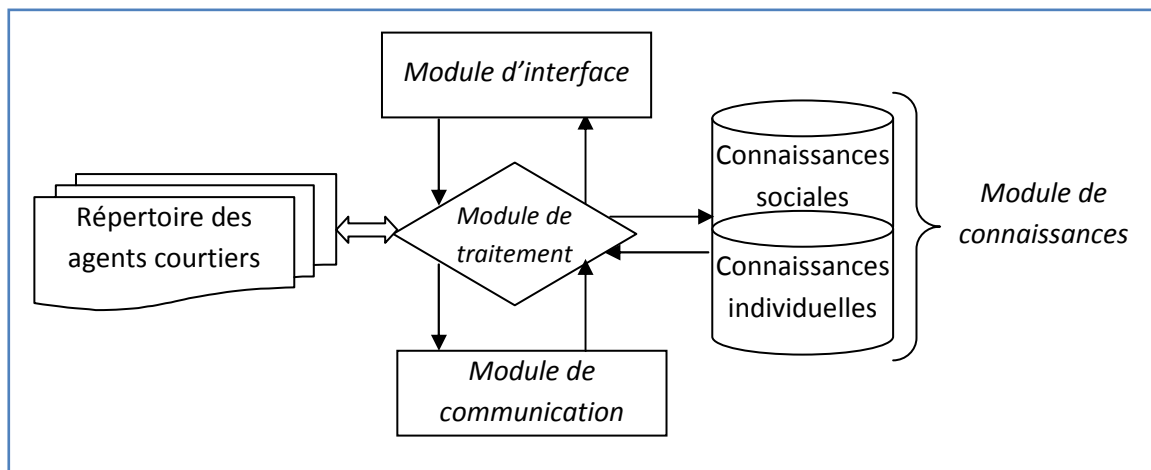 Module d’interface
Répertoire des
agents courtiers
Module de
traitement
Connaissances
sociales
Connaissances
individuelles
Module de
connaissances
Module de
communication